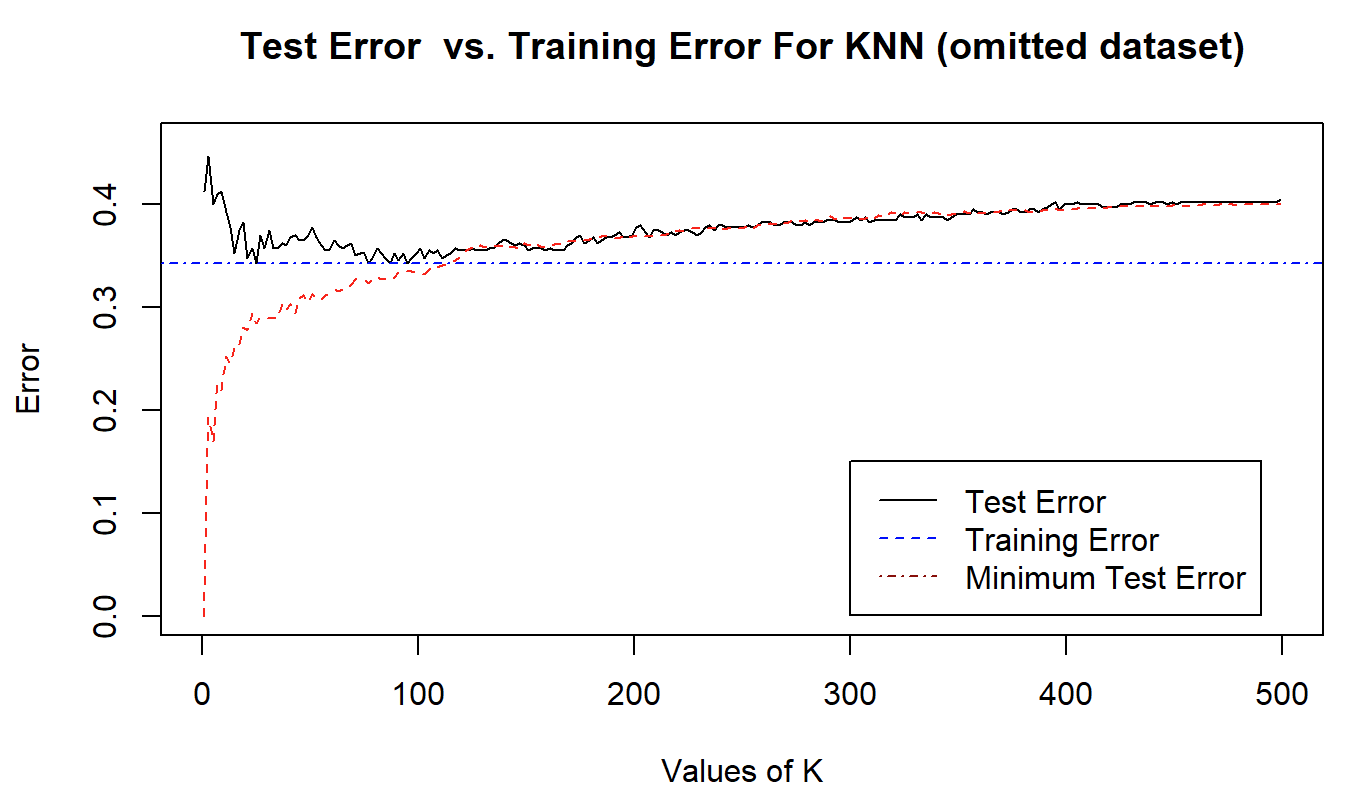 Test Error  vs. Training Error For KNN (omitted dataset)
Error
0.4
0.3
0.2
0.1
0.0
Test Error
Training Error
Minimum Test Error
0 100 200 300 400 500
Values of K